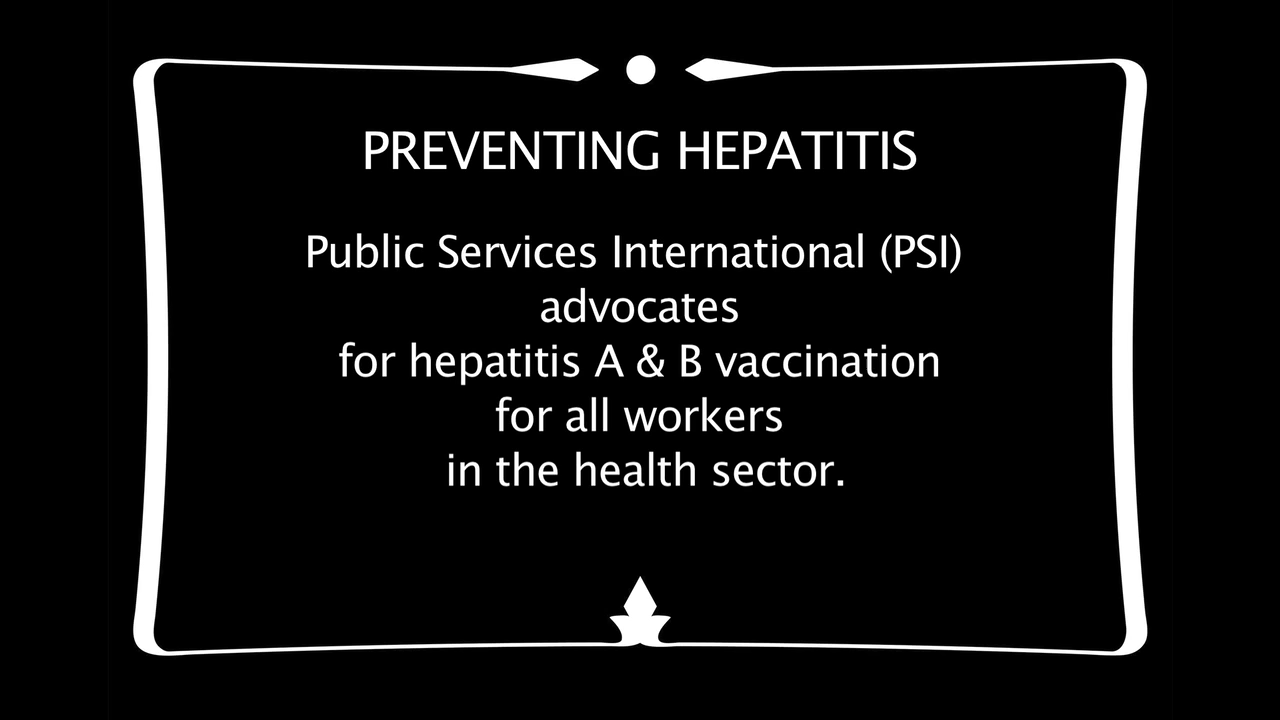 PREVENTING HEPATITIS
Public Services International (PSI)
advocates
for hepatitis A & B vaccination
for all workers
in the health sector.